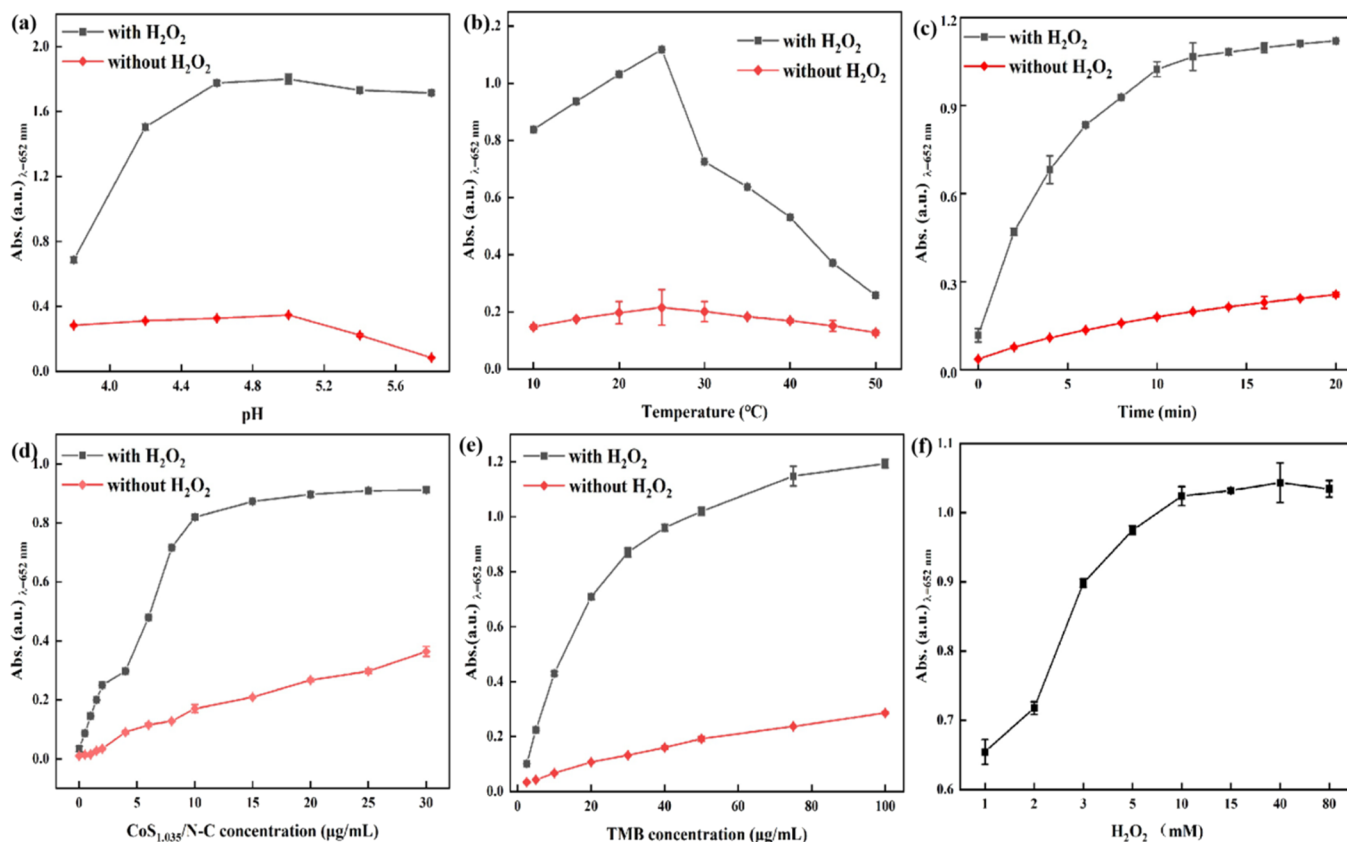 (a)
with H₂O₂
without H₂O₂
2.0
1.6
1.2
0.8
0.4
0.0
Abs. (a.u.) λ=652 nm
4.0 4.4 4.8 5.2 5.6
pH
(b)
with H₂O₂
without H₂O₂
1.2
1.0
0.8
0.6
0.4
0.2
0.0
Abs. (a.u.) λ=652 nm
10 20 30 40 50
Temperature (℃)
(c)
with H₂O₂
without H₂O₂
1.2
0.9
0.6
0.3
0.0
Abs. (a.u.) λ=652 nm
0 5 10 15 20
Time (min)
(d)
with H₂O₂
without H₂O₂
1.0
0.8
0.6
0.4
0.2
0.0
Abs. (a.u.) λ=652 nm
0 5 10 15 20 25 30
CoS₁.₀₃₅/N-C concentration (μg/mL)
(e)
with H₂O₂
without H₂O₂
1.2
1.0
0.8
0.6
0.4
0.2
0.0
Abs. (a.u.) λ=652 nm
0 20 40 60 80 100
TMB concentration (μg/mL)
(f)
1.1
1.0
0.9
0.8
0.7
0.6
Abs. (a.u.) λ=652 nm
1 2 3 5 10 15 40 80
H₂O₂ (mM)